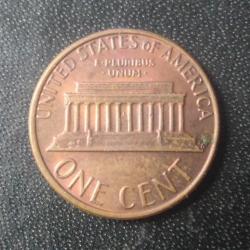 UNITED STATES OF AMERICA
E·PLURIBUS
·UNUM·
ONE CENT